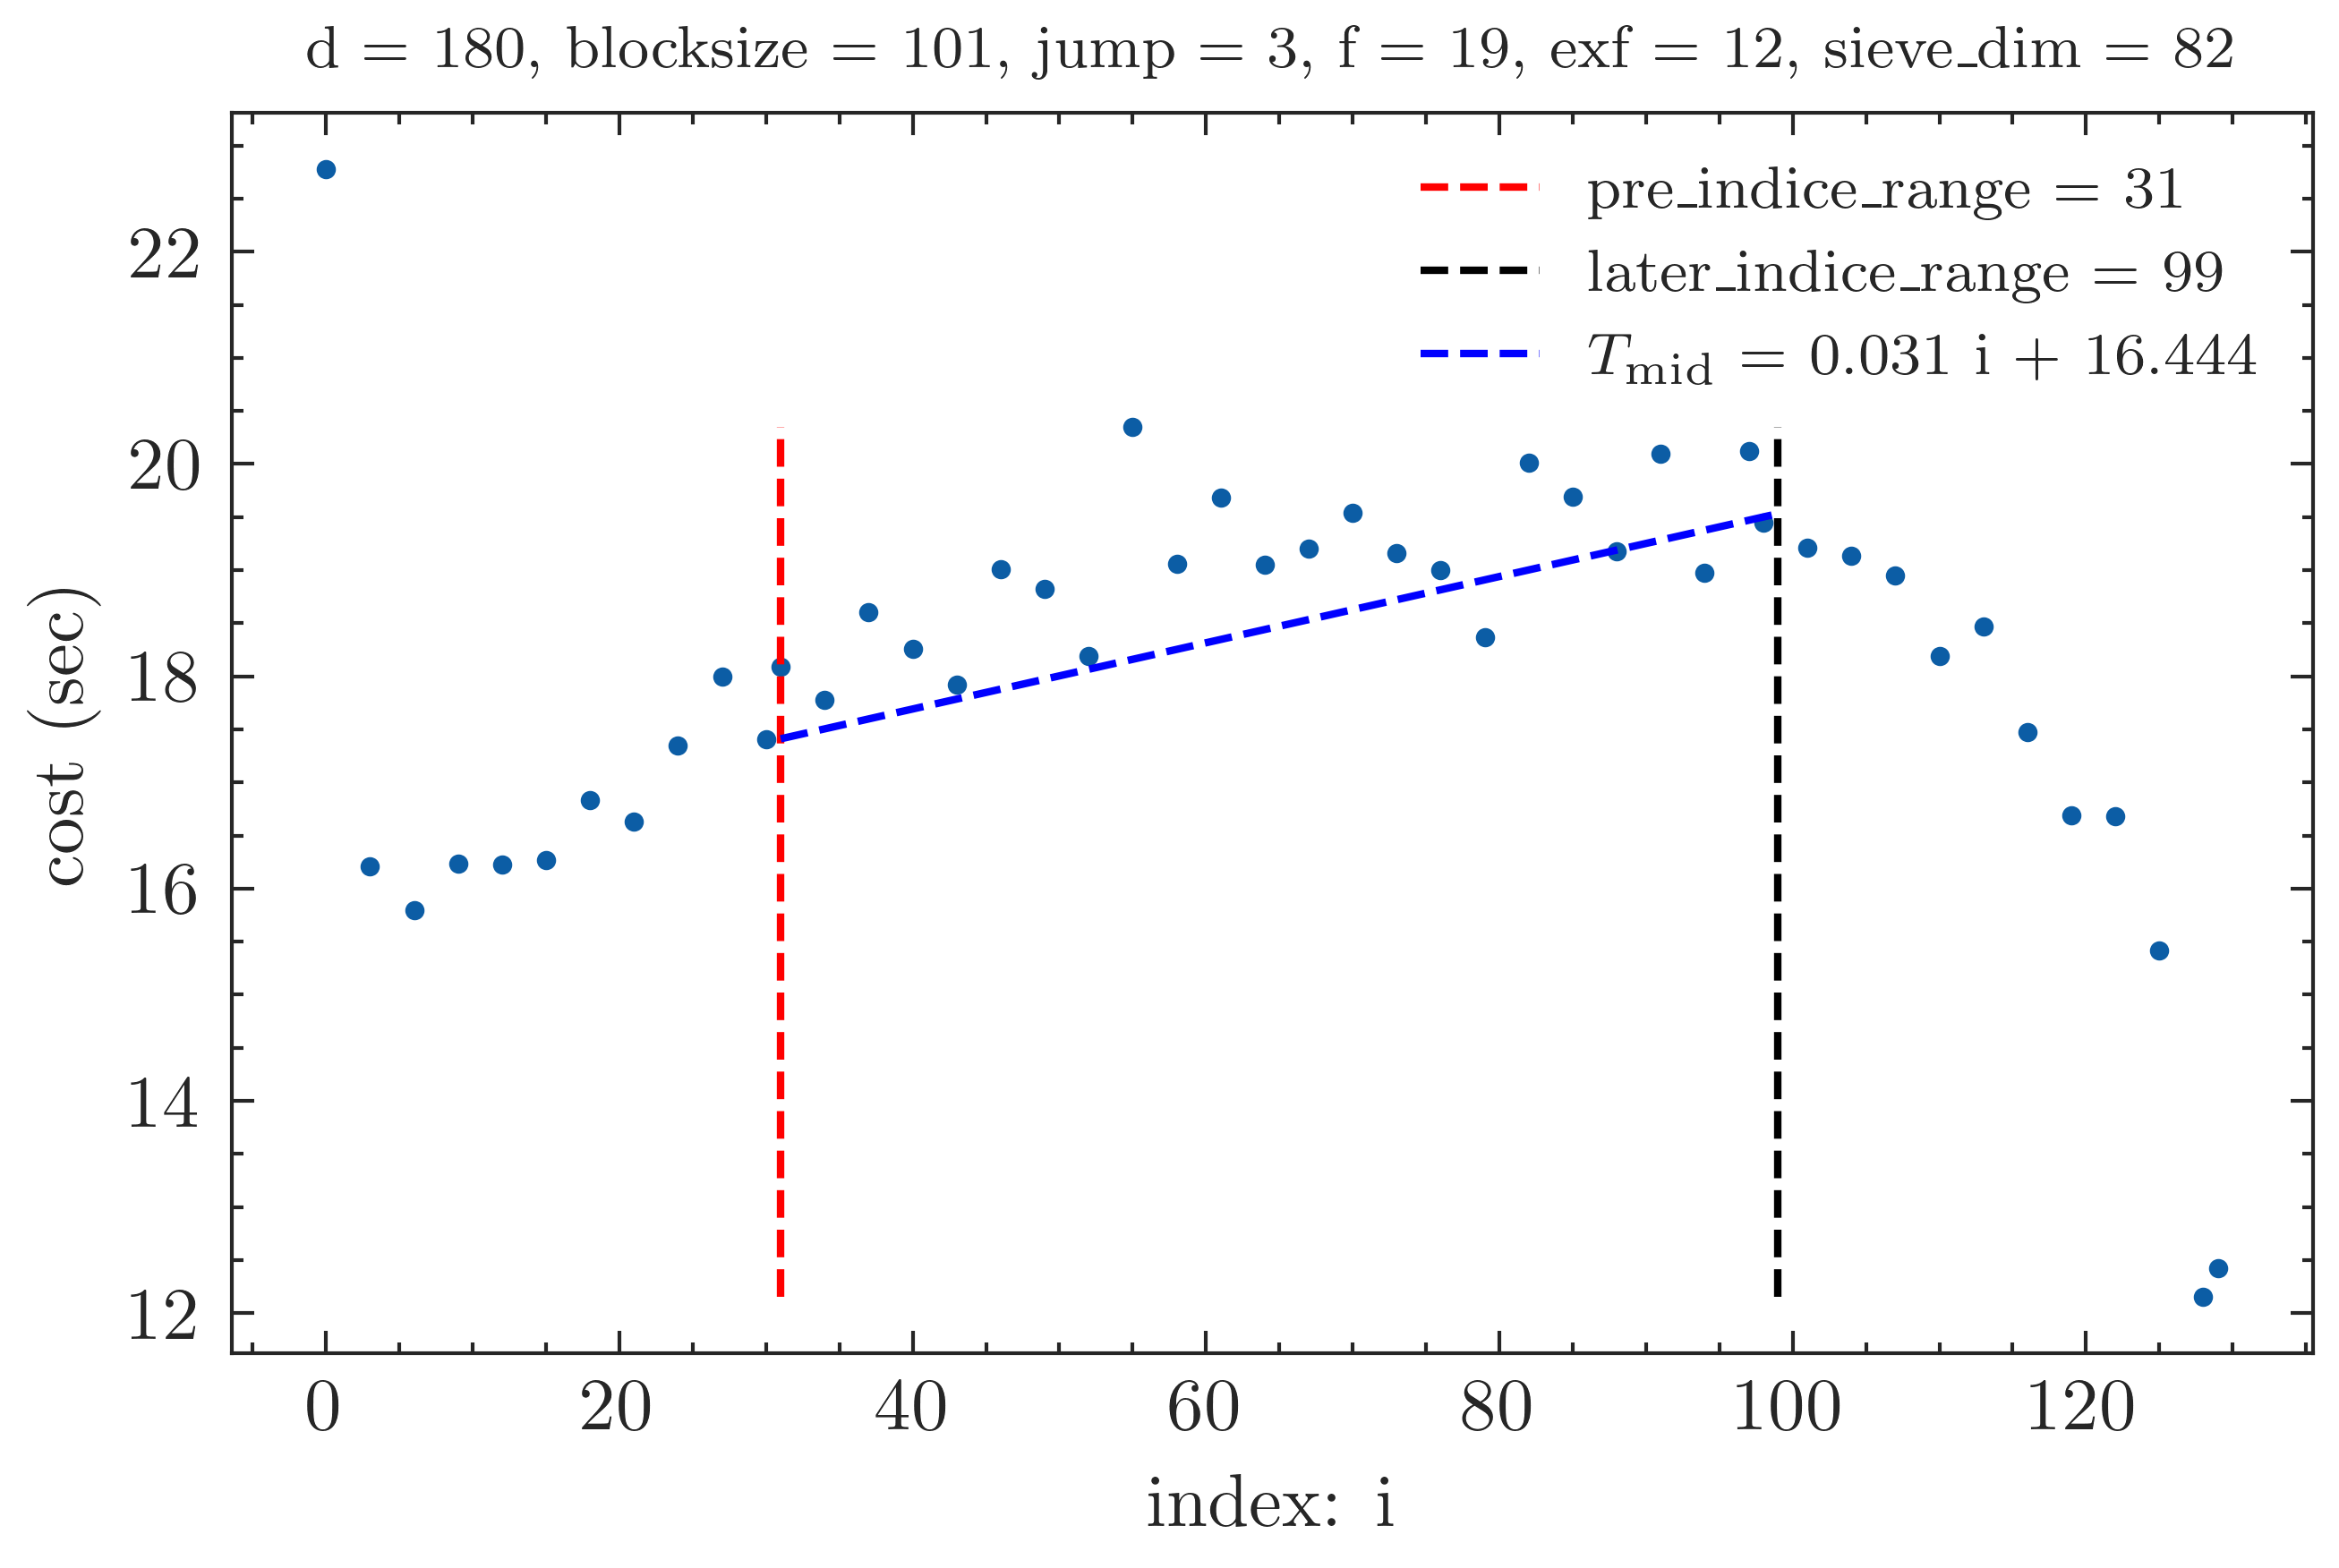 d = 180, blocksize = 101, jump = 3, f = 19, exf = 12, sieve_dim = 82
pre_indice_range = 31
later_indice_range = 99
T_mid = 0.031 i + 16.444
22
20
18
16
14
12
cost (sec)
0 20 40 60 80 100 120
index: i